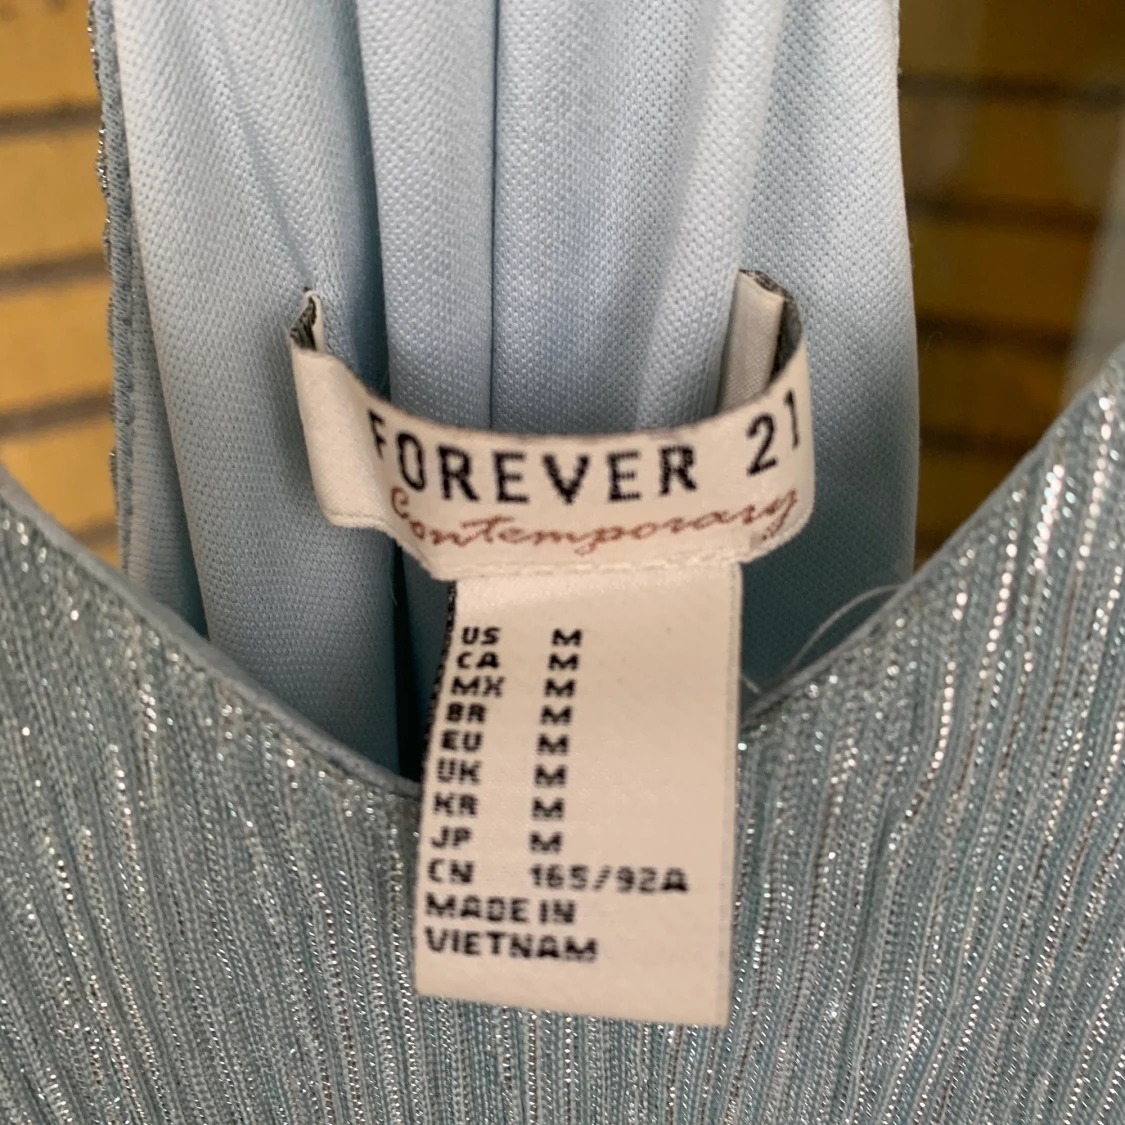 FOREVER 21
Contemporary
US M
CA M
MX M
BR M
EU M
UK M
KR M
JP M
CN 165/92A
MADE IN
VIETNAM